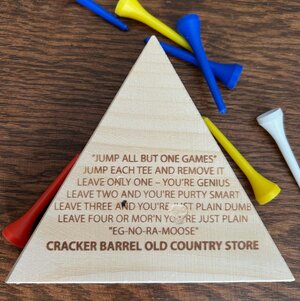 "JUMP ALL BUT ONE GAMES"
JUMP EACH TEE AND REMOVE IT
LEAVE ONLY ONE – YOU'RE GENIUS
LEAVE TWO AND YOU'RE PURTY SMART
LEAVE THREE AND YOU'RE JUST PLAIN DUMB
LEAVE FOUR OR MOR'N YOU'RE JUST PLAIN
"EG-NO-RA-MOOSE"
CRACKER BARREL OLD COUNTRY STORE